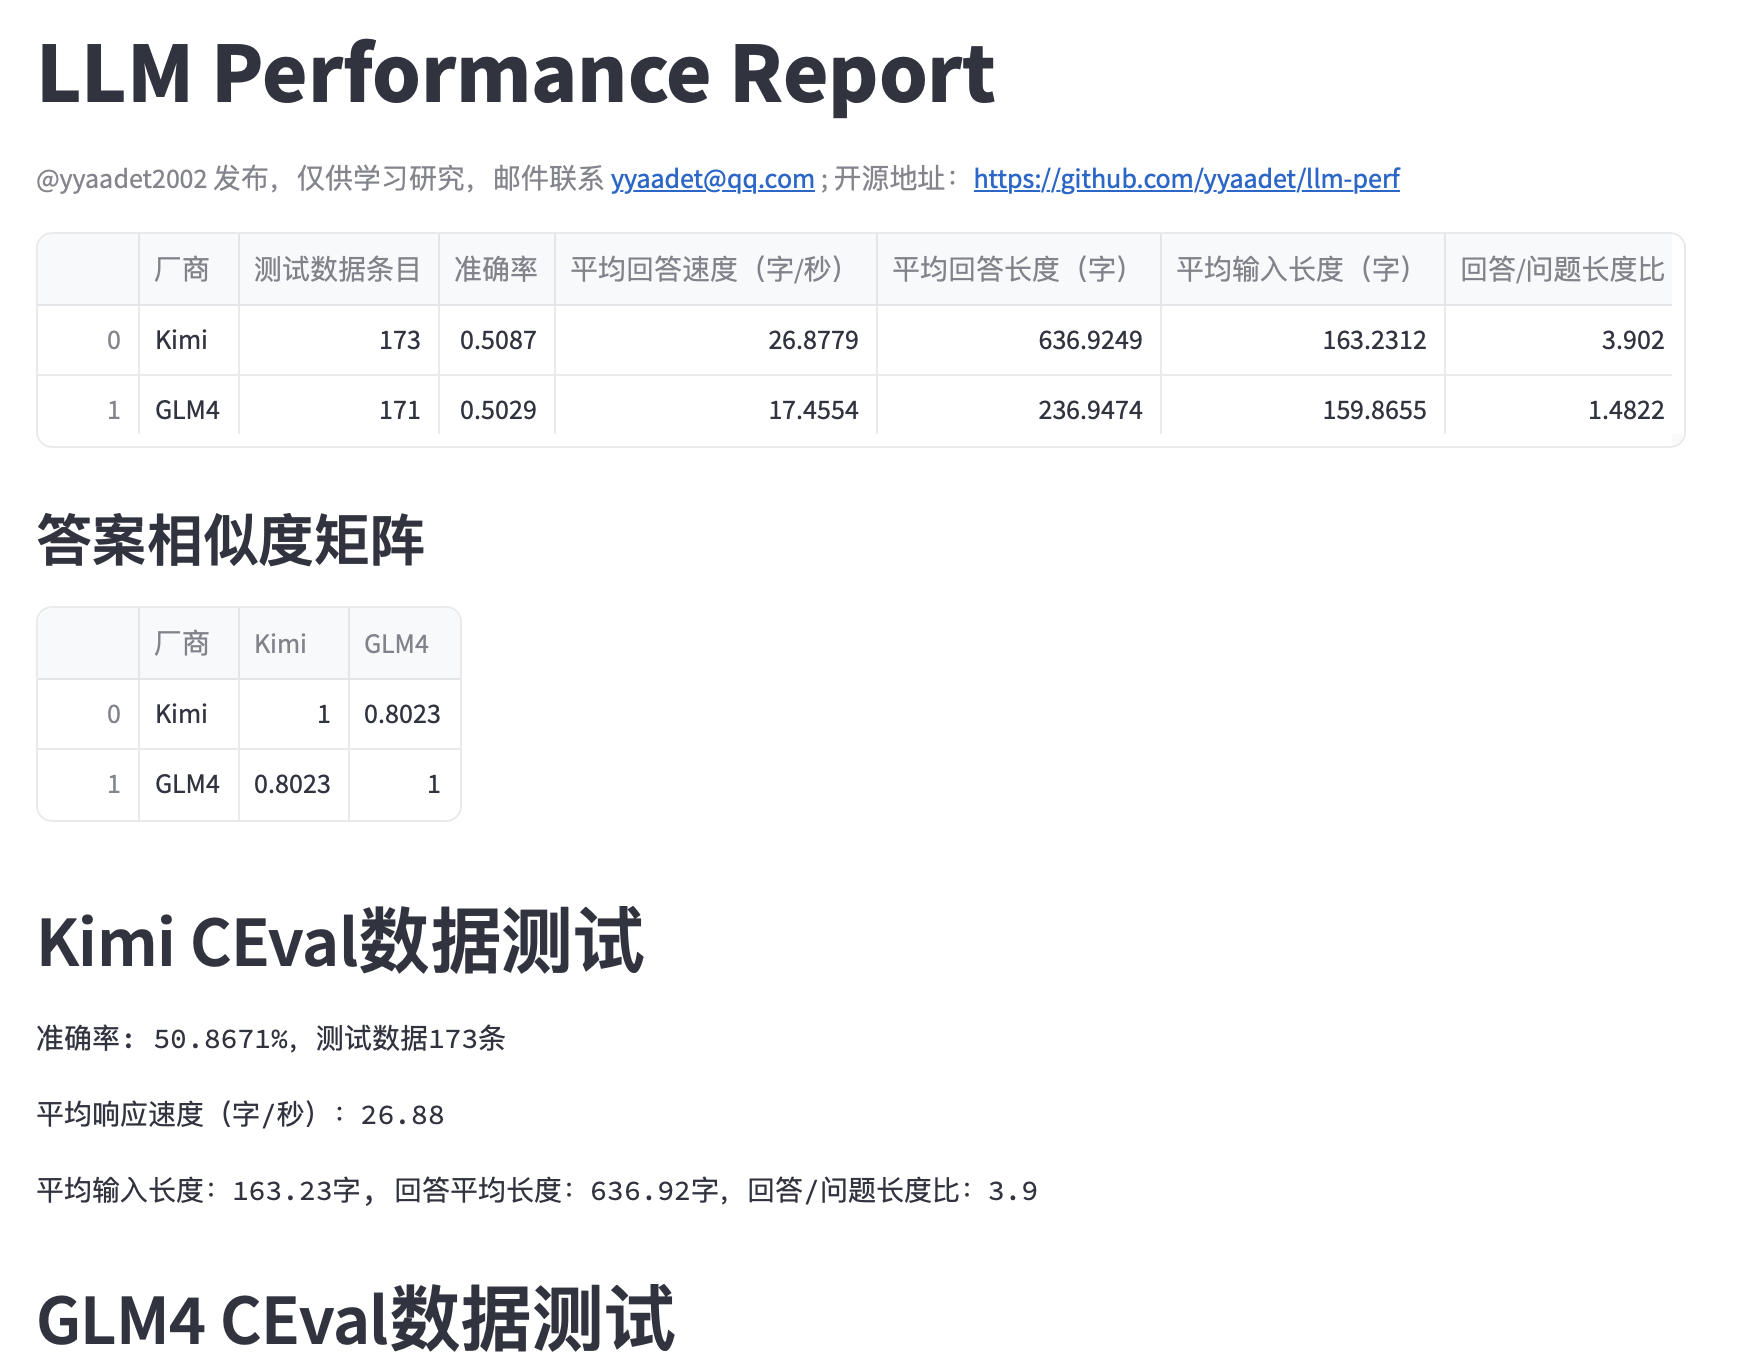 LLM Performance Report
@yyaadet2002 发布，仅供学习研究，邮件联系 yyaadet@qq.com ; 开源地址：https://github.com/yyaadet/llm-perf
厂商 测试数据条目 准确率 平均回答速度（字/秒） 平均回答长度（字） 平均输入长度（字） 回答/问题长度比
0 Kimi 173 0.5087 26.8779 636.9249 163.2312 3.902
1 GLM4 171 0.5029 17.4554 236.9474 159.8655 1.4822
答案相似度矩阵
厂商 Kimi GLM4
0 Kimi 1 0.8023
1 GLM4 0.8023 1
Kimi CEval数据测试
准确率: 50.8671%，测试数据173条
平均响应速度（字/秒）：26.88
平均输入长度：163.23字, 回答平均长度：636.92字，回答/问题长度比：3.9
GLM4 CEval数据测试